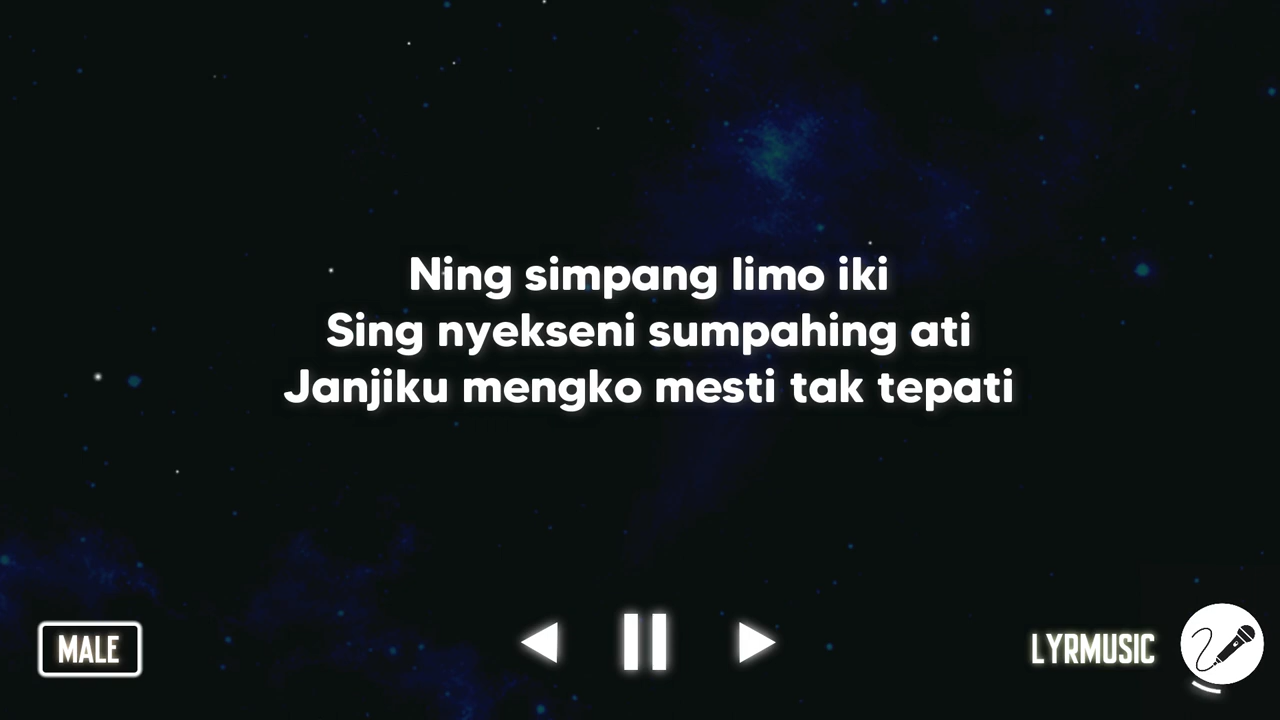 Ning simpang limo iki
Sing nyekseni sumpahing ati
Janjiku mengko mesti tak tepati
MALE
LYRMUSIC